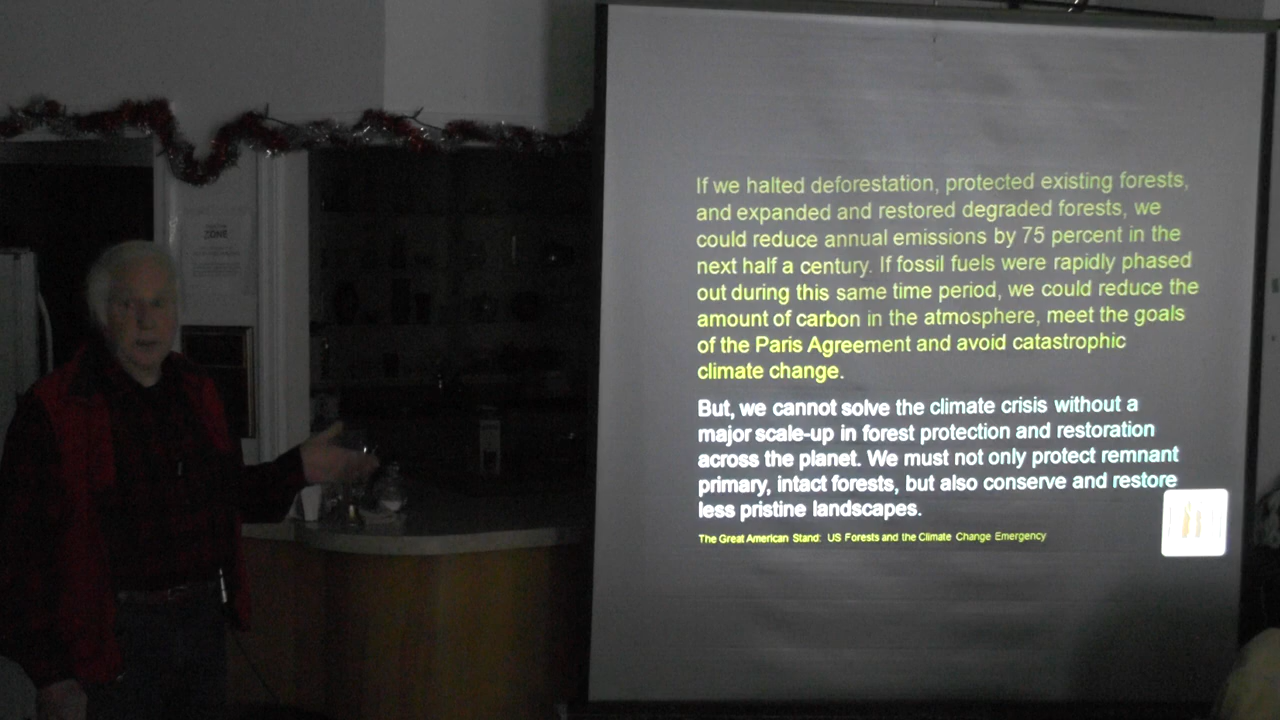 ZONE
If we halted deforestation, protected existing forests,
and expanded and restored degraded forests, we
could reduce annual emissions by 75 percent in the
next half a century. If fossil fuels were rapidly phased
out during this same time period, we could reduce the
amount of carbon in the atmosphere, meet the goals
of the Paris Agreement and avoid catastrophic
climate change.
But, we cannot solve the climate crisis without a
major scale-up in forest protection and restoration
across the planet. We must not only protect remnant
primary, intact forests, but also conserve and restore
less pristine landscapes.
The Great American Stand: US Forests and the Climate Change Emergency